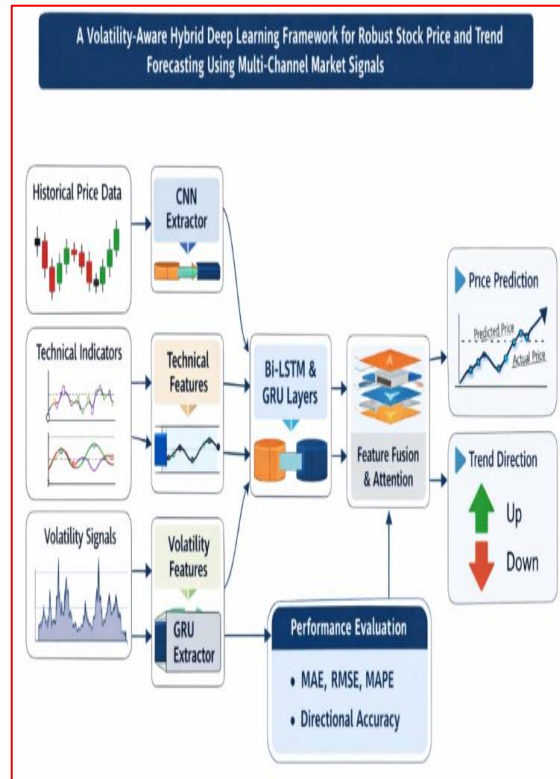 A Volatility-Aware Hybrid Deep Learning Framework for Robust Stock Price and Trend
Forecasting Using Multi-Channel Market Signals
Historical Price Data
CNN
Extractor
Technical Indicators
Technical
Features
Volatility Signals
Volatility
Features
GRU
Extractor
Bi-LSTM &
GRU Layers
Feature Fusion
& Attention
Price Prediction
Predicted Price
Actual Price
Trend Direction
Up
Down
Performance Evaluation
• MAE, RMSE, MAPE
• Directional Accuracy